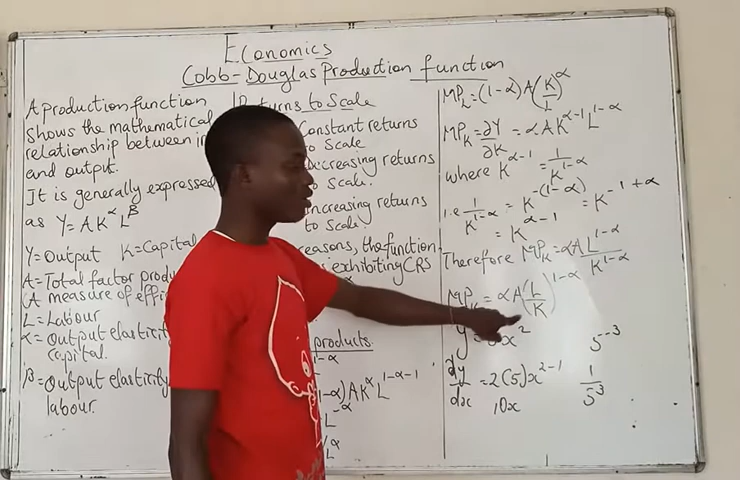 Economics
Cobb-Douglas Production function
A production function
shows the mathematical
relationship between in
and output.
It is generally expressed
as Y = AK^α L^β
Y = Output K = Capital
A = Total factor produ
(A measure of effi
L = Labour
α = Output elasticity
capital.
β = Output elasticity
labour.
Returns to Scale
Constant returns
to Scale
Decreasing returns
to scale.
increasing returns
to scale.
reasons, the function
exhibiting CRS
products
1-α
-α) A K^α L^{1-α-1}
L^{-α}
MP_L = (1-α) A (K/L)^α
MP_K = ∂Y/∂K = α A K^{α-1} L^{1-α}
where K^{α-1} = 1/K^{1-α}
i.e 1/K^{1-α} = K^{-(1-α)} = K^{-1+α}
= K^{α-1}
Therefore MP_K = αA L^{1-α}/K^{1-α}
MP_K = αA (L/K)^{1-α}
y = x^2
5^{-3}
dy/dx = 2(5)x^{2-1}
1/5^3
10x